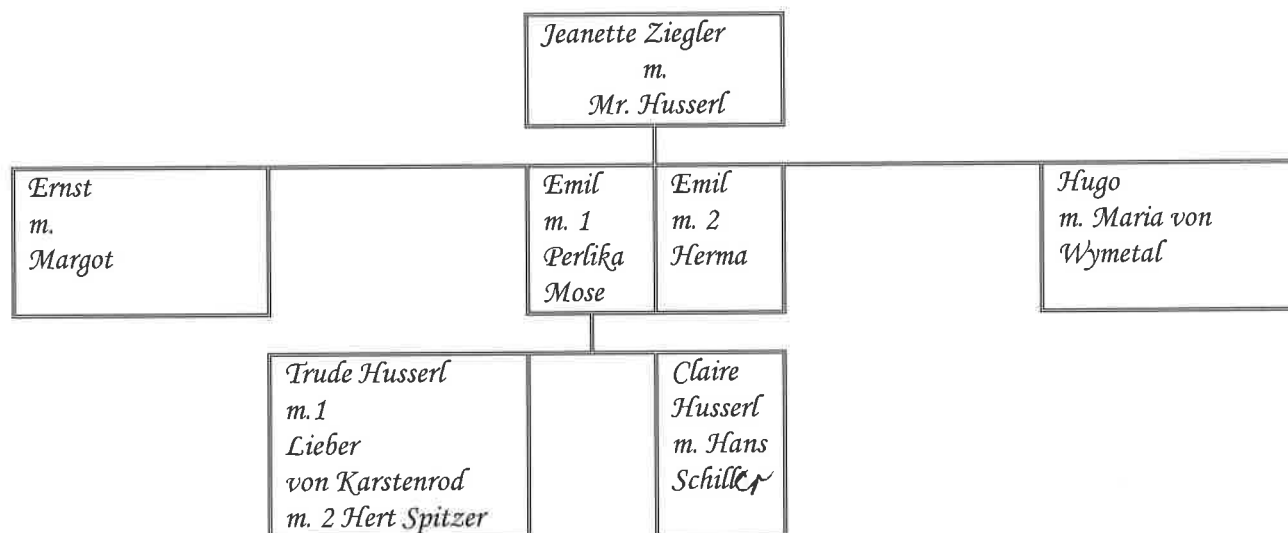 Jeanette Ziegler
m.
Mr. Husserl
Ernst
m.
Margot
Emil
m. 1
Perlika
Mose
Emil
m. 2
Herma
Hugo
m. Maria von
Wymetal
Trude Husserl
m.1
Lieber
von Karstenrod
m. 2 Hert Spitzer
Claire
Husserl
m. Hans
Schiller